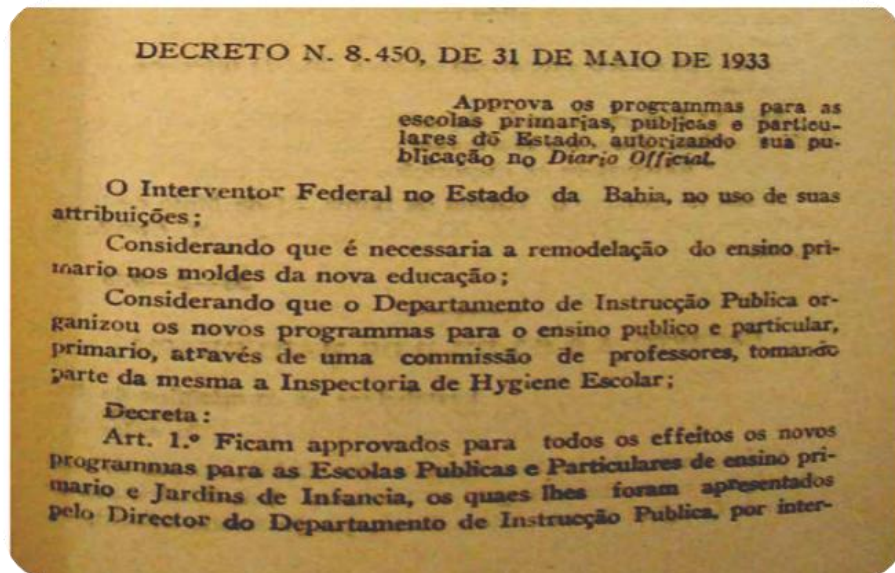 DECRETO N. 8.450, DE 31 DE MAIO DE 1933
Approva os programmas para as
escolas primarias, publicas e particu-
lares do Estado, autorizando sua pu-
blicação no Diario Official.
O Interventor Federal no Estado da Bahia, no uso de suas
attribuições;
Considerando que é necessaria a remodelação do ensino pri-
mario nos moldes da nova educação;
Considerando que o Departamento de Instrucção Publica or-
ganizou os novos programmas para o ensino publico e particular,
primario, através de uma commissão de professores, tomando
parte da mesma a Inspectoria de Hygiene Escolar;
Decreta:
Art. 1.º Ficam approvados para todos os effeitos os novos
programmas para as Escolas Publicas e Particulares de ensino pri-
mario e Jardins de Infancia, os quaes lhes foram apresentados
pelo Director do Departamento de Instrucção Publica, por inter-